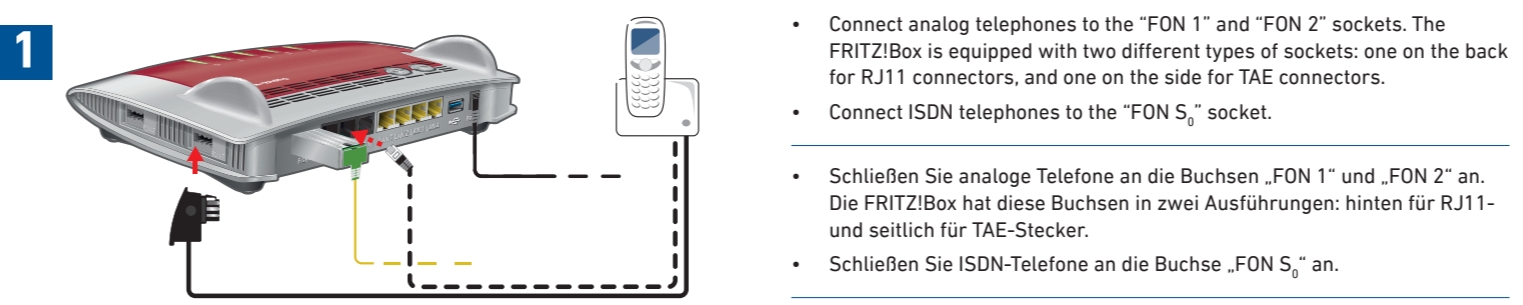 1
• Connect analog telephones to the “FON 1” and “FON 2” sockets. The
FRITZ!Box is equipped with two different types of sockets: one on the back
for RJ11 connectors, and one on the side for TAE connectors.
• Connect ISDN telephones to the “FON S₀” socket.
• Schließen Sie analoge Telefone an die Buchsen „FON 1“ und „FON 2“ an.
Die FRITZ!Box hat diese Buchsen in zwei Ausführungen: hinten für RJ11-
und seitlich für TAE-Stecker.
• Schließen Sie ISDN-Telefone an die Buchse „FON S₀“ an.